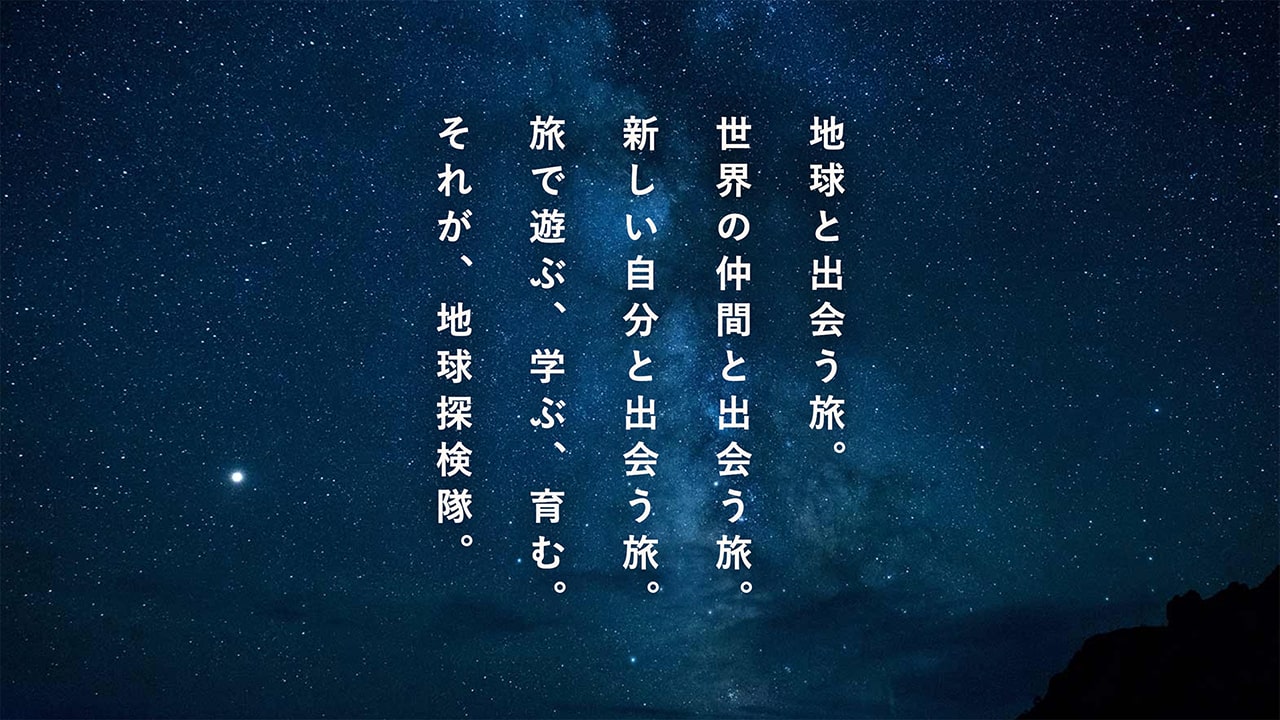 地球と出会う旅。
世界の仲間と出会う旅。
新しい自分と出会う旅。
旅で遊ぶ、学ぶ、育む。
それが、地球探検隊。